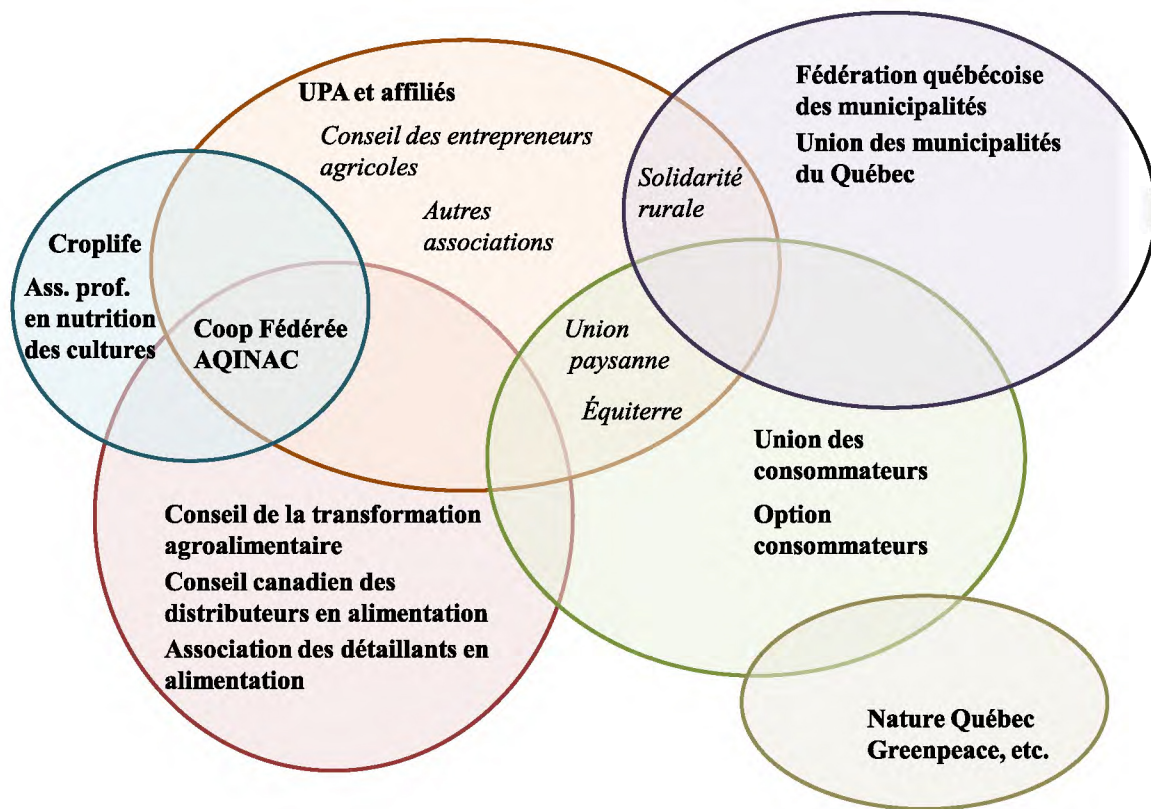 UPA et affiliés
Conseil des entrepreneurs
agricoles
Autres
associations
Fédération québécoise
des municipalités
Union des municipalités
du Québec
Solidarité
rurale
Croplife
Ass. prof.
en nutrition
des cultures
Coop Fédérée
AQINAC
Union
paysanne
Équiterre
Union des
consommateurs
Option
consommateurs
Conseil de la transformation
agroalimentaire
Conseil canadien des
distributeurs en alimentation
Association des détaillants en
alimentation
Nature Québec
Greenpeace, etc.